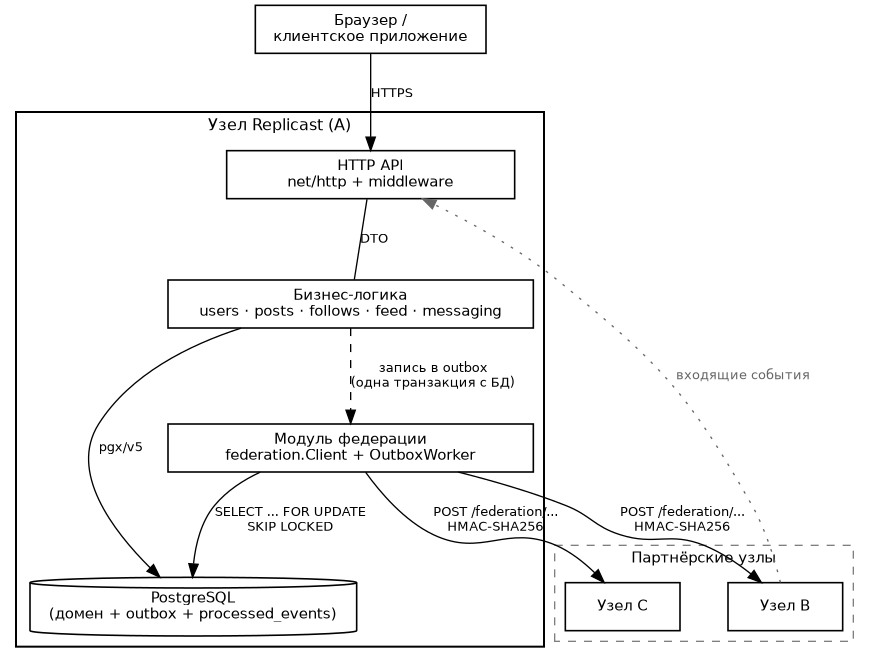 Браузер /
клиентское приложение
HTTPS
Узел Replicast (A)
HTTP API
net/http + middleware
DTO
Бизнес-логика
users · posts · follows · feed · messaging
запись в outbox
(одна транзакция с БД)
входящие события
Модуль федерации
federation.Client + OutboxWorker
pgx/v5
SELECT ... FOR UPDATE
SKIP LOCKED
POST /federation/...
HMAC-SHA256
POST /federation/...
HMAC-SHA256
Партнёрские узлы
PostgreSQL
(домен + outbox + processed_events)
Узел C
Узел B